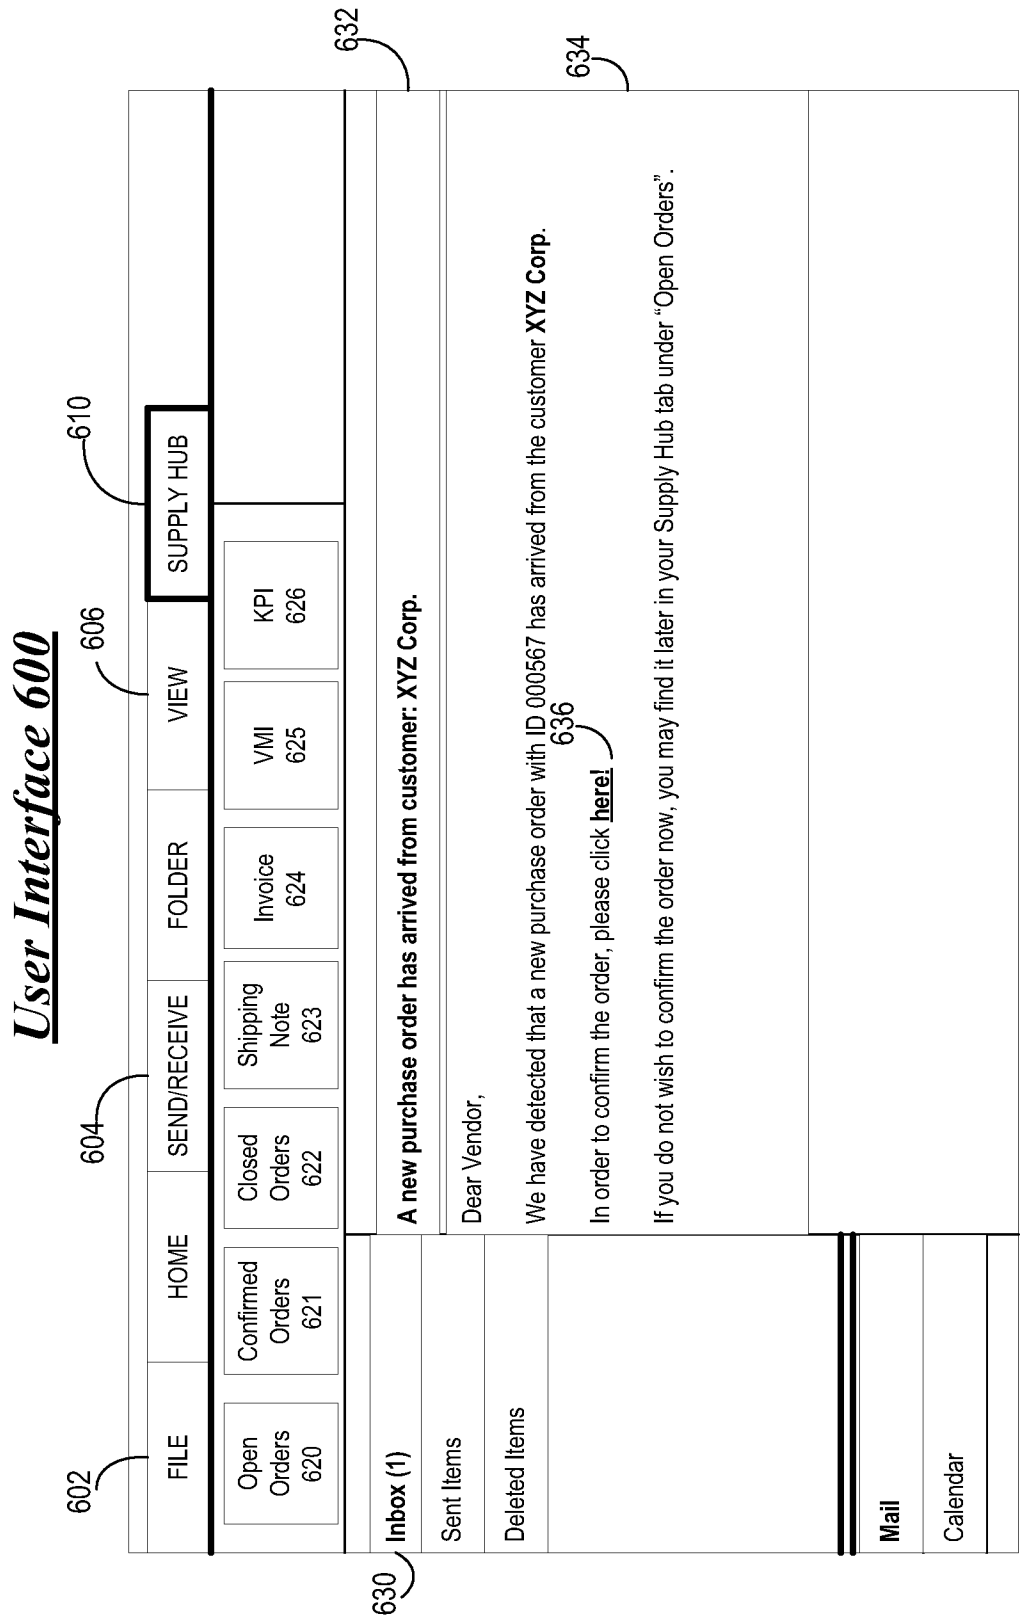 User Interface 600
602
604
606
610
FILE
HOME
SEND/RECEIVE
FOLDER
VIEW
SUPPLY HUB
Open
Orders
620
Confirmed
Orders
621
Closed
Orders
622
Shipping
Note
623
Invoice
624
VMI
625
KPI
626
630
Inbox (1)
Sent Items
Deleted Items
Mail
Calendar
632
A new purchase order has arrived from customer: XYZ Corp.
634
Dear Vendor,
We have detected that a new purchase order with ID 000567 has arrived from the customer XYZ Corp.
636
In order to confirm the order, please click here!
If you do not wish to confirm the order now, you may find it later in your Supply Hub tab under “Open Orders”.